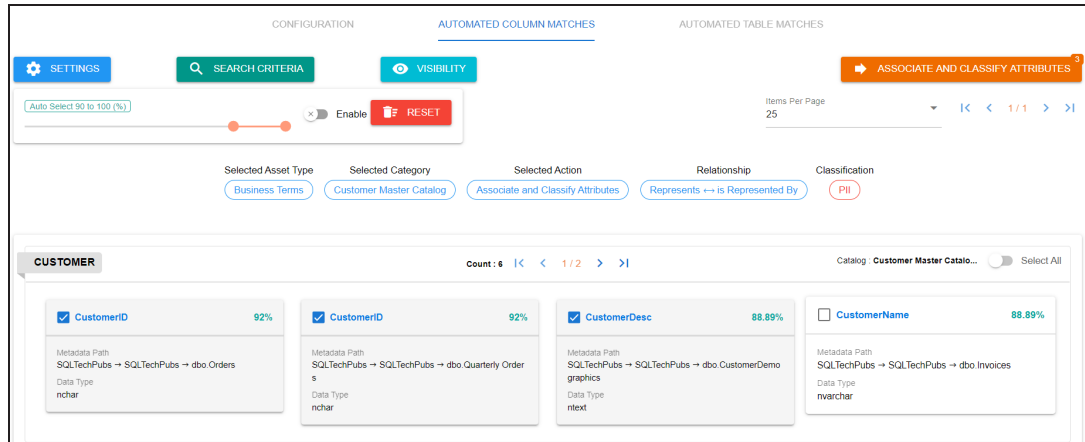 CONFIGURATION AUTOMATED COLUMN MATCHES AUTOMATED TABLE MATCHES
SETTINGS SEARCH CRITERIA VISIBILITY ASSOCIATE AND CLASSIFY ATTRIBUTES 3
Auto Select 90 to 100 (%) Enable RESET
Items Per Page
25 1 / 1
Selected Asset Type Selected Category Selected Action Relationship Classification
Business Terms Customer Master Catalog Associate and Classify Attributes Represents ↔ is Represented By PII
CUSTOMER Count : 6 1 / 2 Catalog : Customer Master Catalo... Select All
CustomerID 92%
Metadata Path
SQLTechPubs → SQLTechPubs → dbo.Orders
Data Type
nchar
CustomerID 92%
Metadata Path
SQLTechPubs → SQLTechPubs → dbo.Quarterly Order
s
Data Type
nchar
CustomerDesc 88.89%
Metadata Path
SQLTechPubs → SQLTechPubs → dbo.CustomerDemo
graphics
Data Type
ntext
CustomerName 88.89%
Metadata Path
SQLTechPubs → SQLTechPubs → dbo.Invoices
Data Type
nvarchar